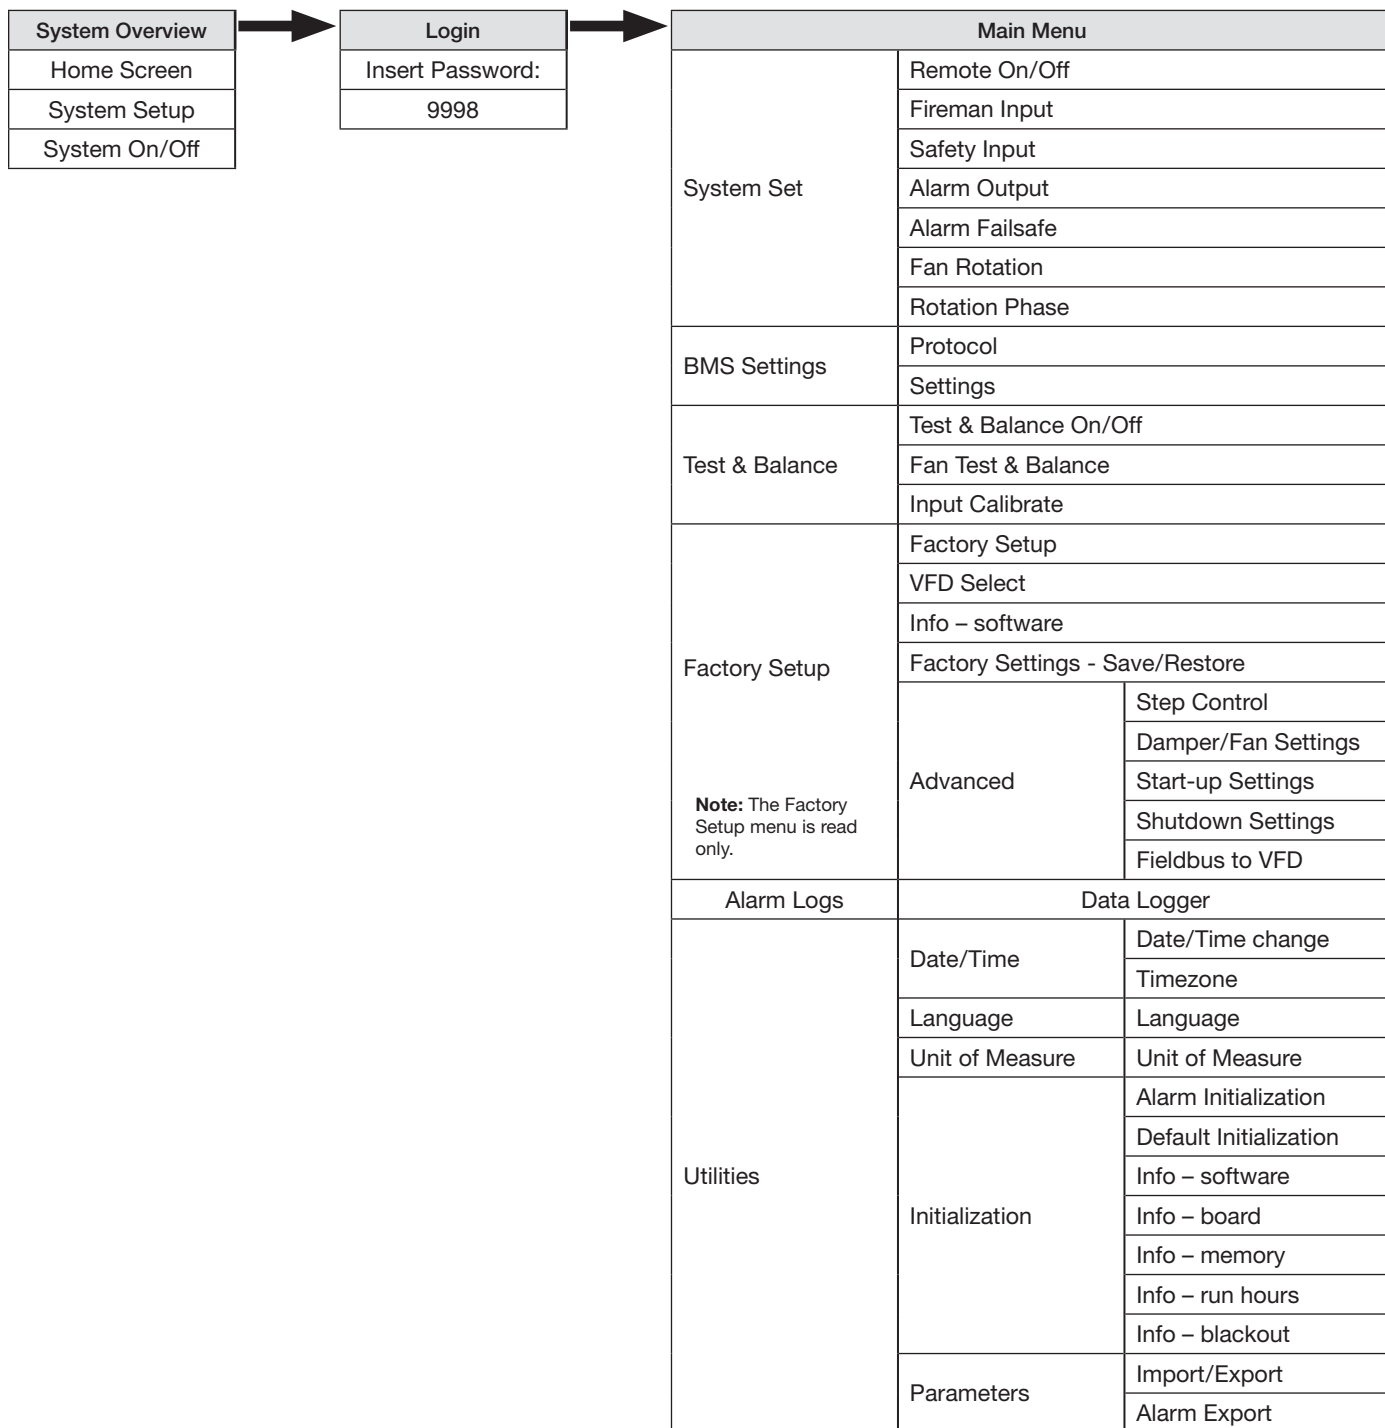 System Overview
Home Screen
System Setup
System On/Off
Login
Insert Password:
9998
Main Menu
System Set
Remote On/Off
Fireman Input
Safety Input
Alarm Output
Alarm Failsafe
Fan Rotation
Rotation Phase
BMS Settings
Protocol
Settings
Test & Balance
Test & Balance On/Off
Fan Test & Balance
Input Calibrate
Factory Setup
Note: The Factory
Setup menu is read
only.
Factory Setup
VFD Select
Info – software
Factory Settings - Save/Restore
Advanced
Step Control
Damper/Fan Settings
Start-up Settings
Shutdown Settings
Fieldbus to VFD
Alarm Logs
Data Logger
Utilities
Date/Time
Date/Time change
Timezone
Language
Language
Unit of Measure
Unit of Measure
Initialization
Alarm Initialization
Default Initialization
Info – software
Info – board
Info – memory
Info – run hours
Info – blackout
Parameters
Import/Export
Alarm Export